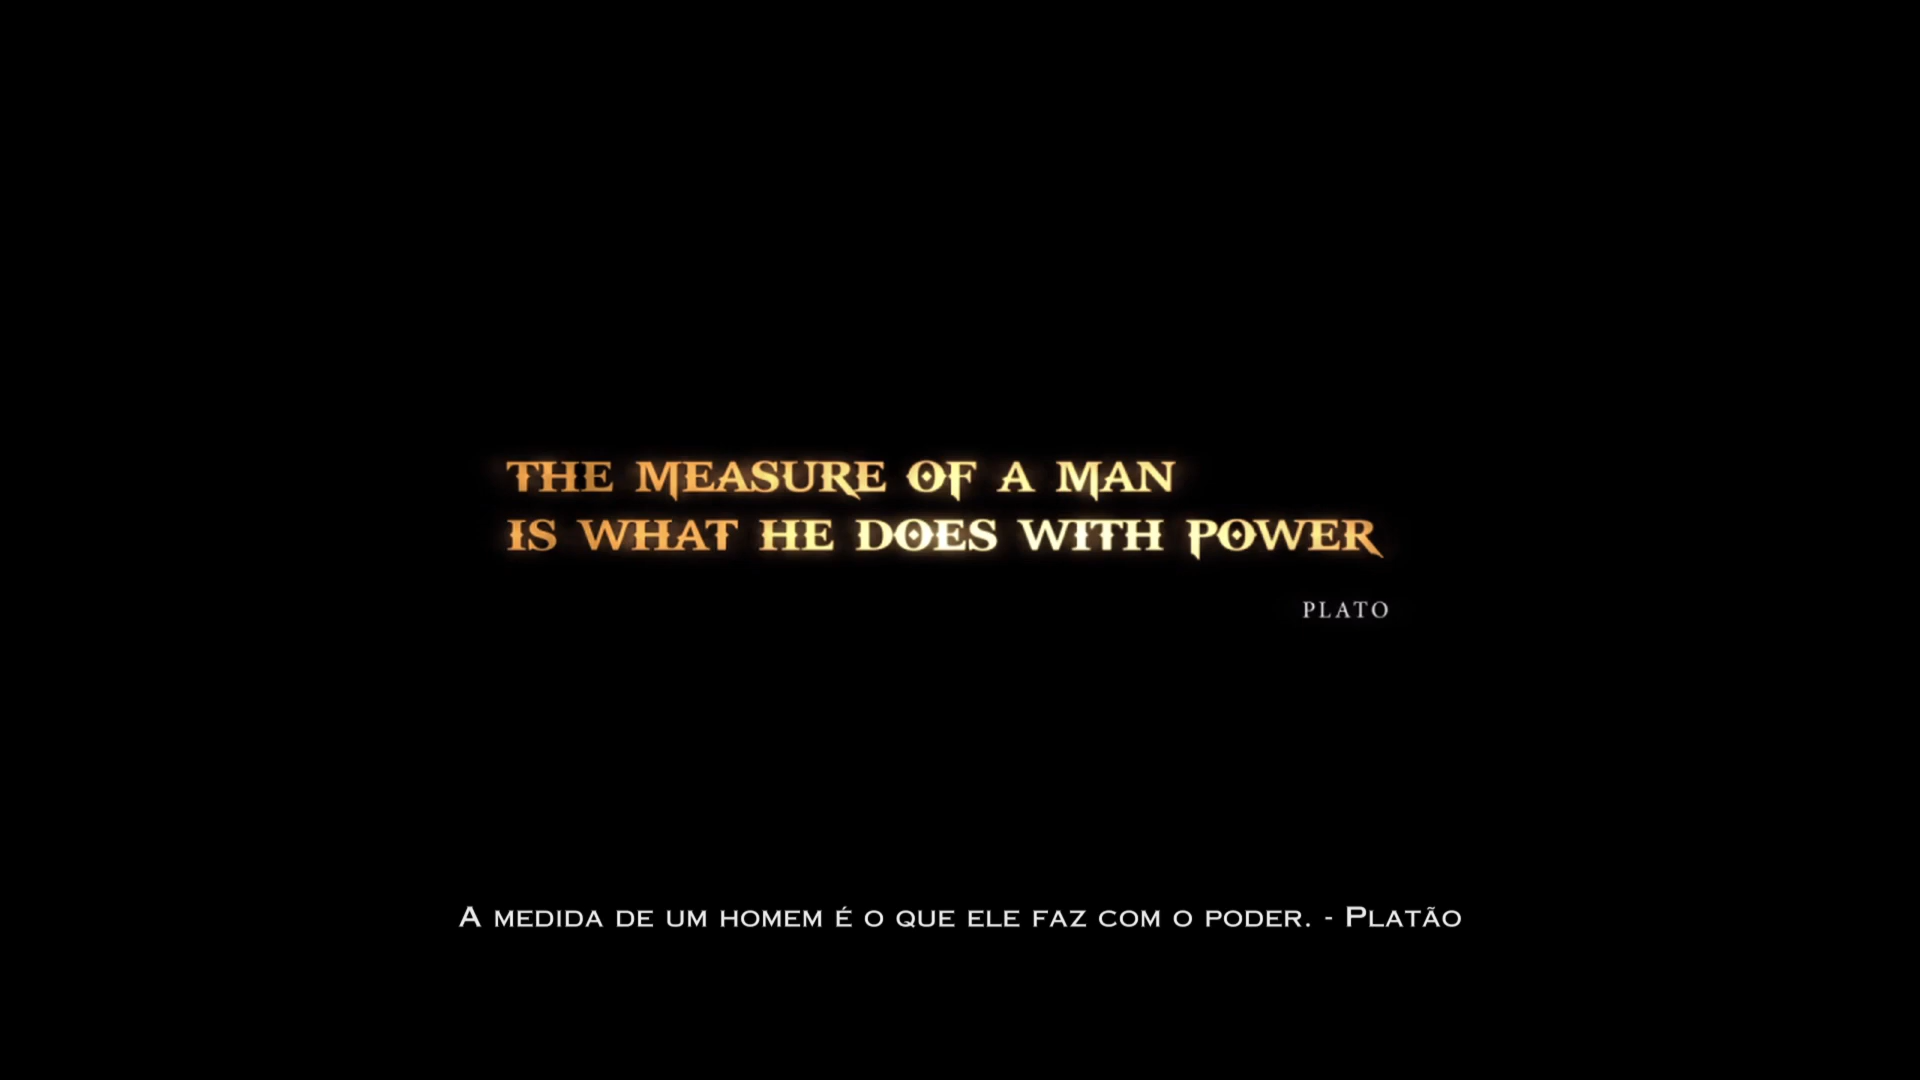 THE MEASURE OF A MAN
IS WHAT HE DOES WITH POWER
PLATO
A MEDIDA DE UM HOMEM É O QUE ELE FAZ COM O PODER. - PLATÃO